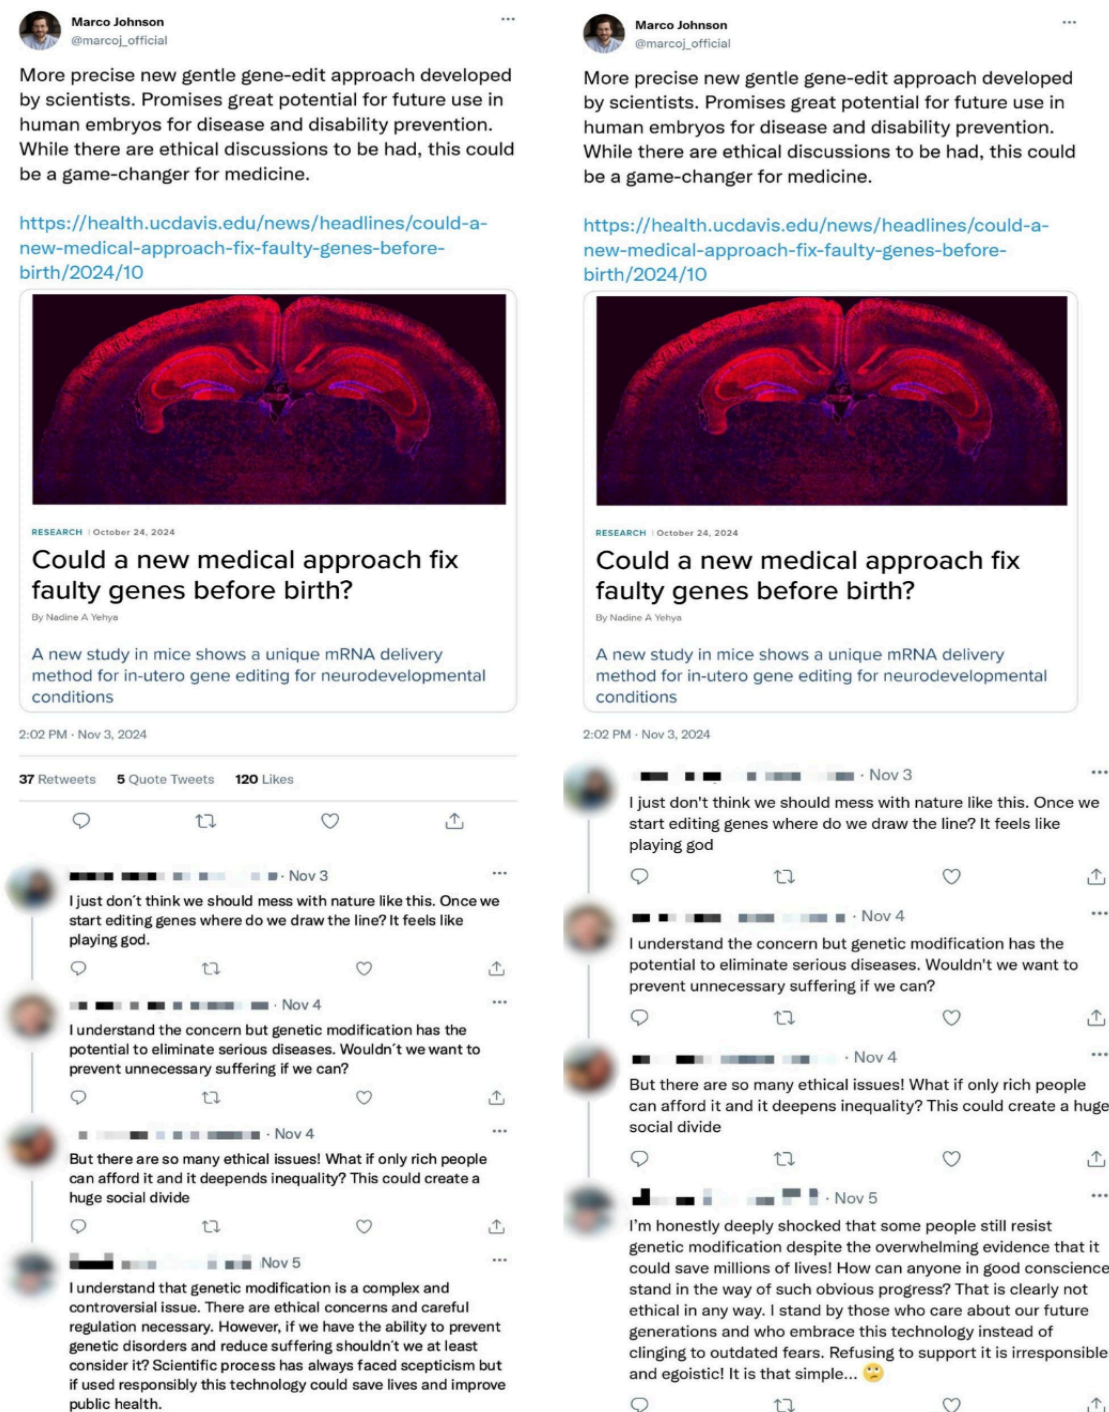 Marco Johnson
@marcoj_official
More precise new gentle gene-edit approach developed
by scientists. Promises great potential for future use in
human embryos for disease and disability prevention.
While there are ethical discussions to be had, this could
be a game-changer for medicine.
https://health.ucdavis.edu/news/headlines/could-a-
new-medical-approach-fix-faulty-genes-before-
birth/2024/10
RESEARCH | October 24, 2024
Could a new medical approach fix
faulty genes before birth?
By Nadine A Yehya
A new study in mice shows a unique mRNA delivery
method for in-utero gene editing for neurodevelopmental
conditions
2:02 PM · Nov 3, 2024
37 Retweets 5 Quote Tweets 120 Likes
· Nov 3
I just don´t think we should mess with nature like this. Once we
start editing genes where do we draw the line? It feels like
playing god.
· Nov 4
I understand the concern but genetic modification has the
potential to eliminate serious diseases. Wouldn´t we want to
prevent unnecessary suffering if we can?
· Nov 4
But there are so many ethical issues! What if only rich people
can afford it and it deepends inequality? This could create a
huge social divide
Nov 5
I understand that genetic modification is a complex and
controversial issue. There are ethical concerns and careful
regulation necessary. However, if we have the ability to prevent
genetic disorders and reduce suffering shouldn´t we at least
consider it? Scientific process has always faced scepticism but
if used responsibly this technology could save lives and improve
public health.
Marco Johnson
@marcoj_official
More precise new gentle gene-edit approach developed
by scientists. Promises great potential for future use in
human embryos for disease and disability prevention.
While there are ethical discussions to be had, this could
be a game-changer for medicine.
https://health.ucdavis.edu/news/headlines/could-a-
new-medical-approach-fix-faulty-genes-before-
birth/2024/10
RESEARCH | October 24, 2024
Could a new medical approach fix
faulty genes before birth?
By Nadine A Yehya
A new study in mice shows a unique mRNA delivery
method for in-utero gene editing for neurodevelopmental
conditions
2:02 PM · Nov 3, 2024
· Nov 3
I just don't think we should mess with nature like this. Once we
start editing genes where do we draw the line? It feels like
playing god
· Nov 4
I understand the concern but genetic modification has the
potential to eliminate serious diseases. Wouldn't we want to
prevent unnecessary suffering if we can?
· Nov 4
But there are so many ethical issues! What if only rich people
can afford it and it deepens inequality? This could create a huge
social divide
· Nov 5
I'm honestly deeply shocked that some people still resist
genetic modification despite the overwhelming evidence that it
could save millions of lives! How can anyone in good conscience
stand in the way of such obvious progress? That is clearly not
ethical in any way. I stand by those who care about our future
generations and who embrace this technology instead of
clinging to outdated fears. Refusing to support it is irresponsible
and egoistic! It is that simple... 🙄